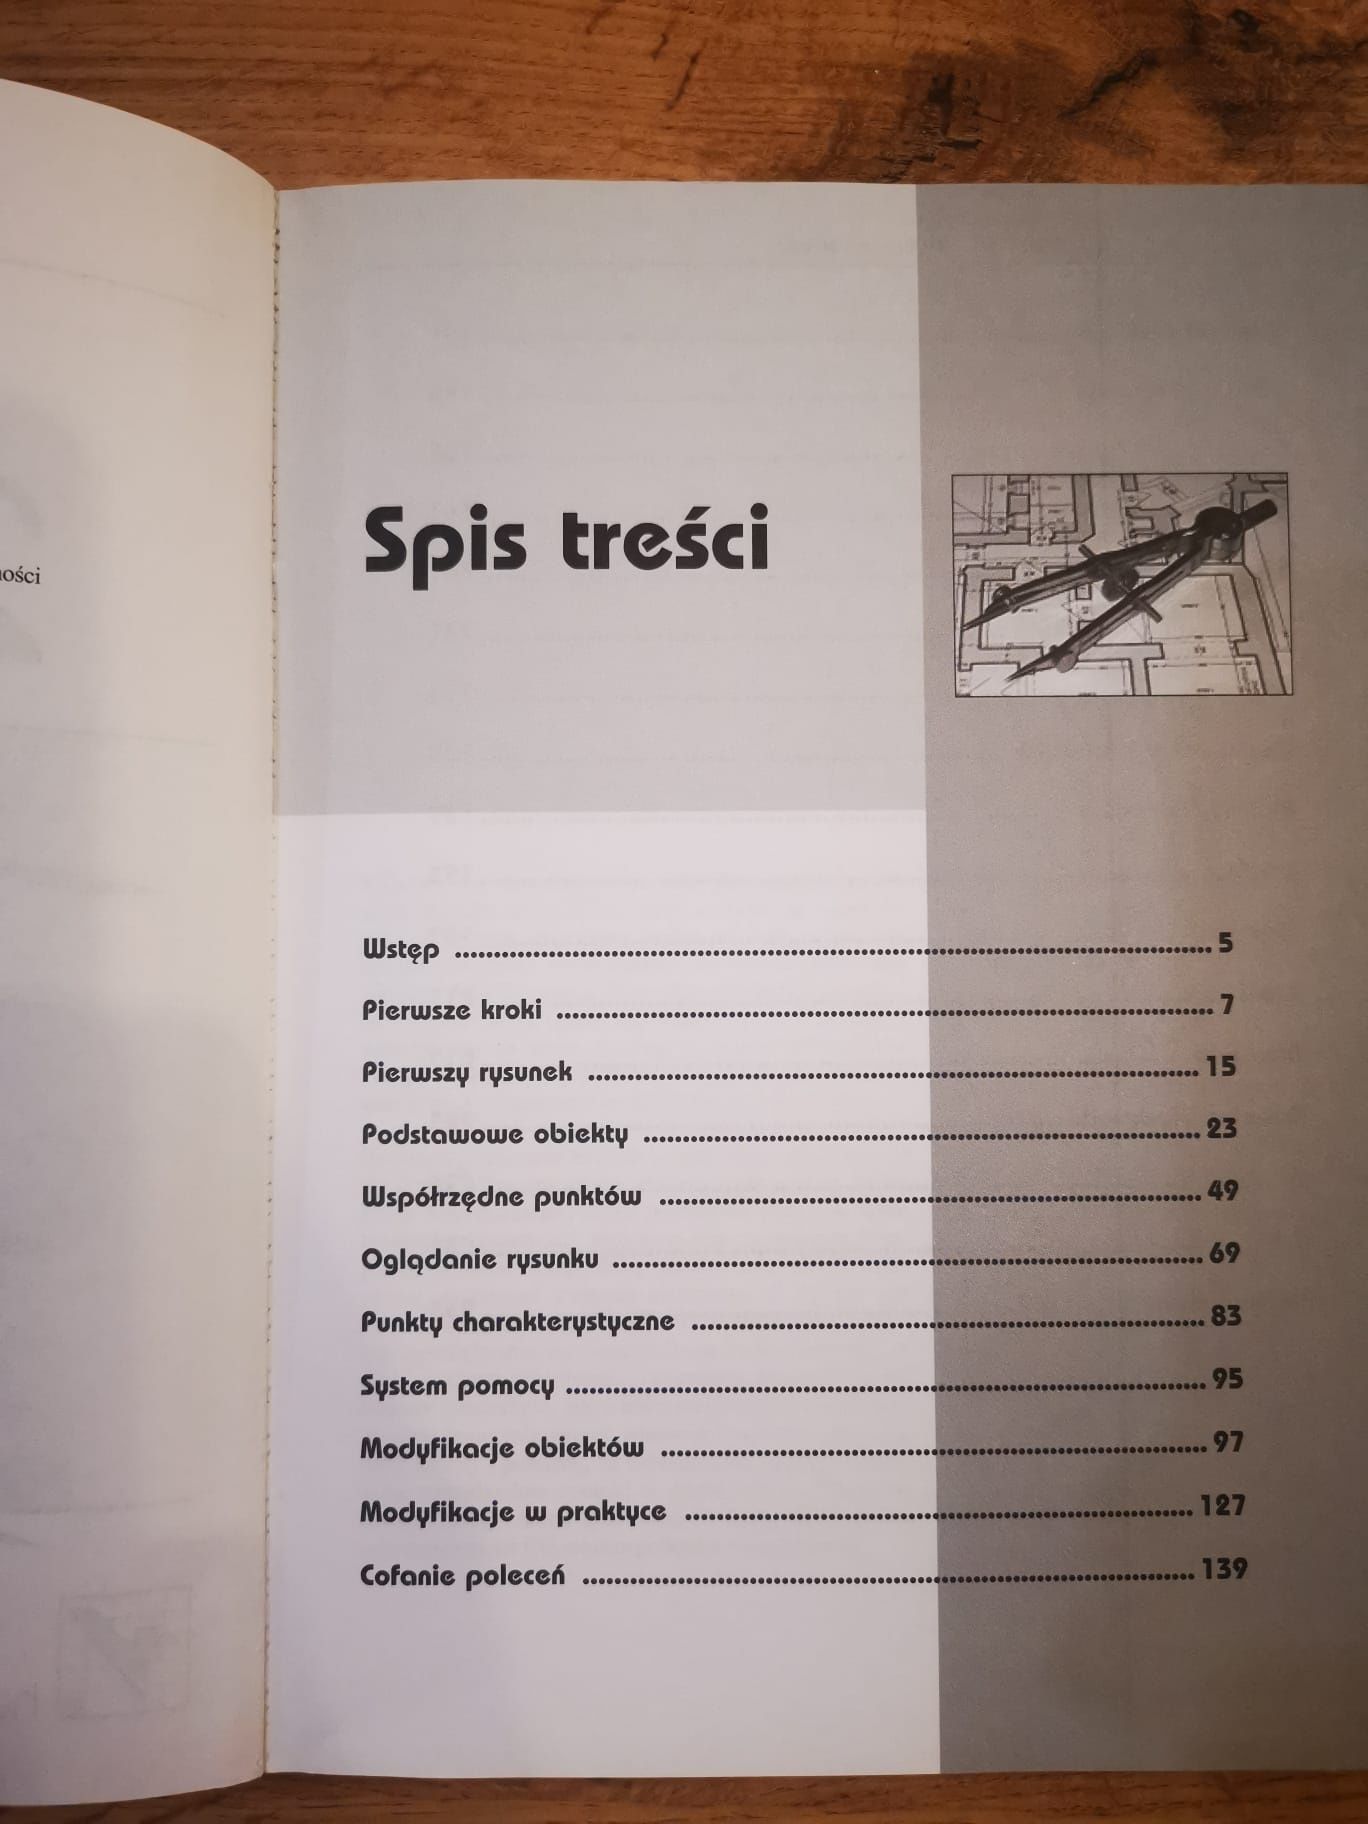 ności
Spis treści
Wstęp ........ 5
Pierwsze kroki ........ 7
Pierwszy rysunek ........ 15
Podstawowe obiekty ........ 23
Współrzędne punktów ........ 49
Oglądanie rysunku ........ 69
Punkty charakterystyczne ........ 83
System pomocy ........ 95
Modyfikacje obiektów ........ 97
Modyfikacje w praktyce ........ 127
Cofanie poleceń ........ 139